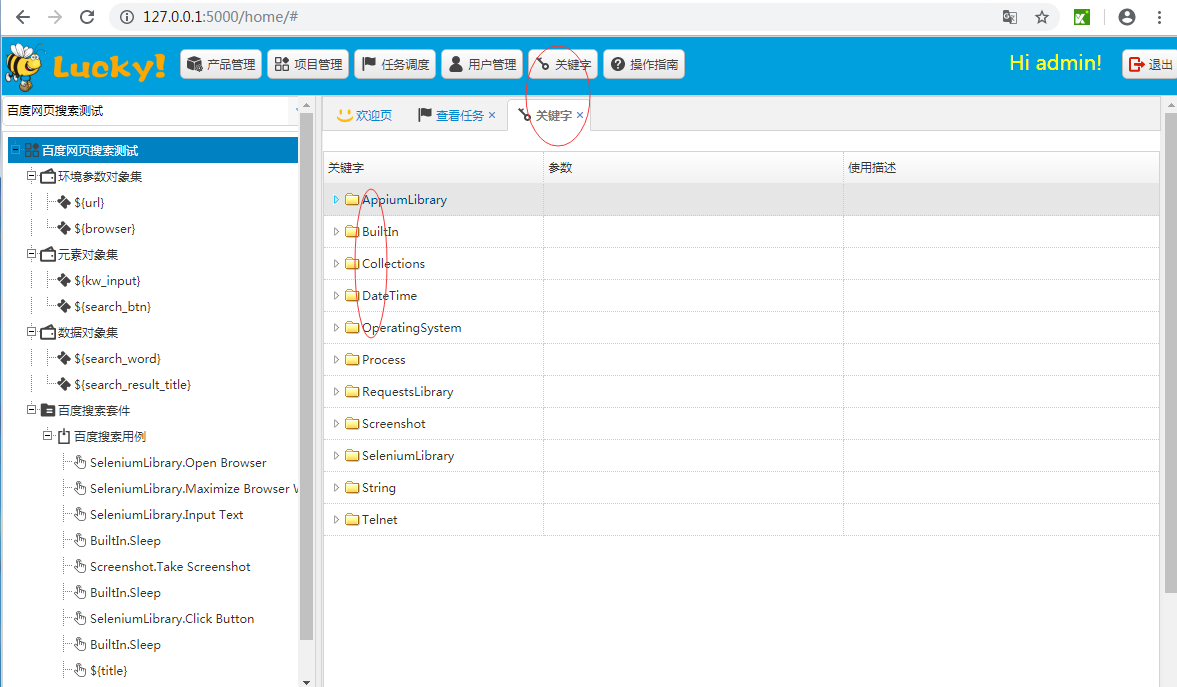 127.0.0.1:5000/home/#
Lucky!
产品管理
项目管理
任务调度
用户管理
关键字
操作指南
Hi admin!
退出
百度网页搜索测试
欢迎页
查看任务 ×
关键字 ×
百度网页搜索测试
环境参数对象集
${url}
${browser}
元素对象集
${kw_input}
${search_btn}
数据对象集
${search_word}
${search_result_title}
百度搜索套件
百度搜索用例
SeleniumLibrary.Open Browser
SeleniumLibrary.Maximize Browser W
SeleniumLibrary.Input Text
BuiltIn.Sleep
Screenshot.Take Screenshot
BuiltIn.Sleep
SeleniumLibrary.Click Button
BuiltIn.Sleep
${title}
关键字 参数 使用描述
AppiumLibrary
BuiltIn
Collections
DateTime
OperatingSystem
Process
RequestsLibrary
Screenshot
SeleniumLibrary
String
Telnet